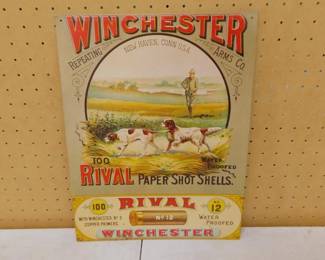 WINCHESTER
REPEATING ARMS CO.
NEW HAVEN, CONN. U.S.A.
100 WATER PROOFED
RIVAL PAPER SHOT SHELLS.
RIVAL
100 No 12 NO. 12
WITH WINCHESTER No 2
COPPER PRIMERS
WATER
PROOFED
WINCHESTER